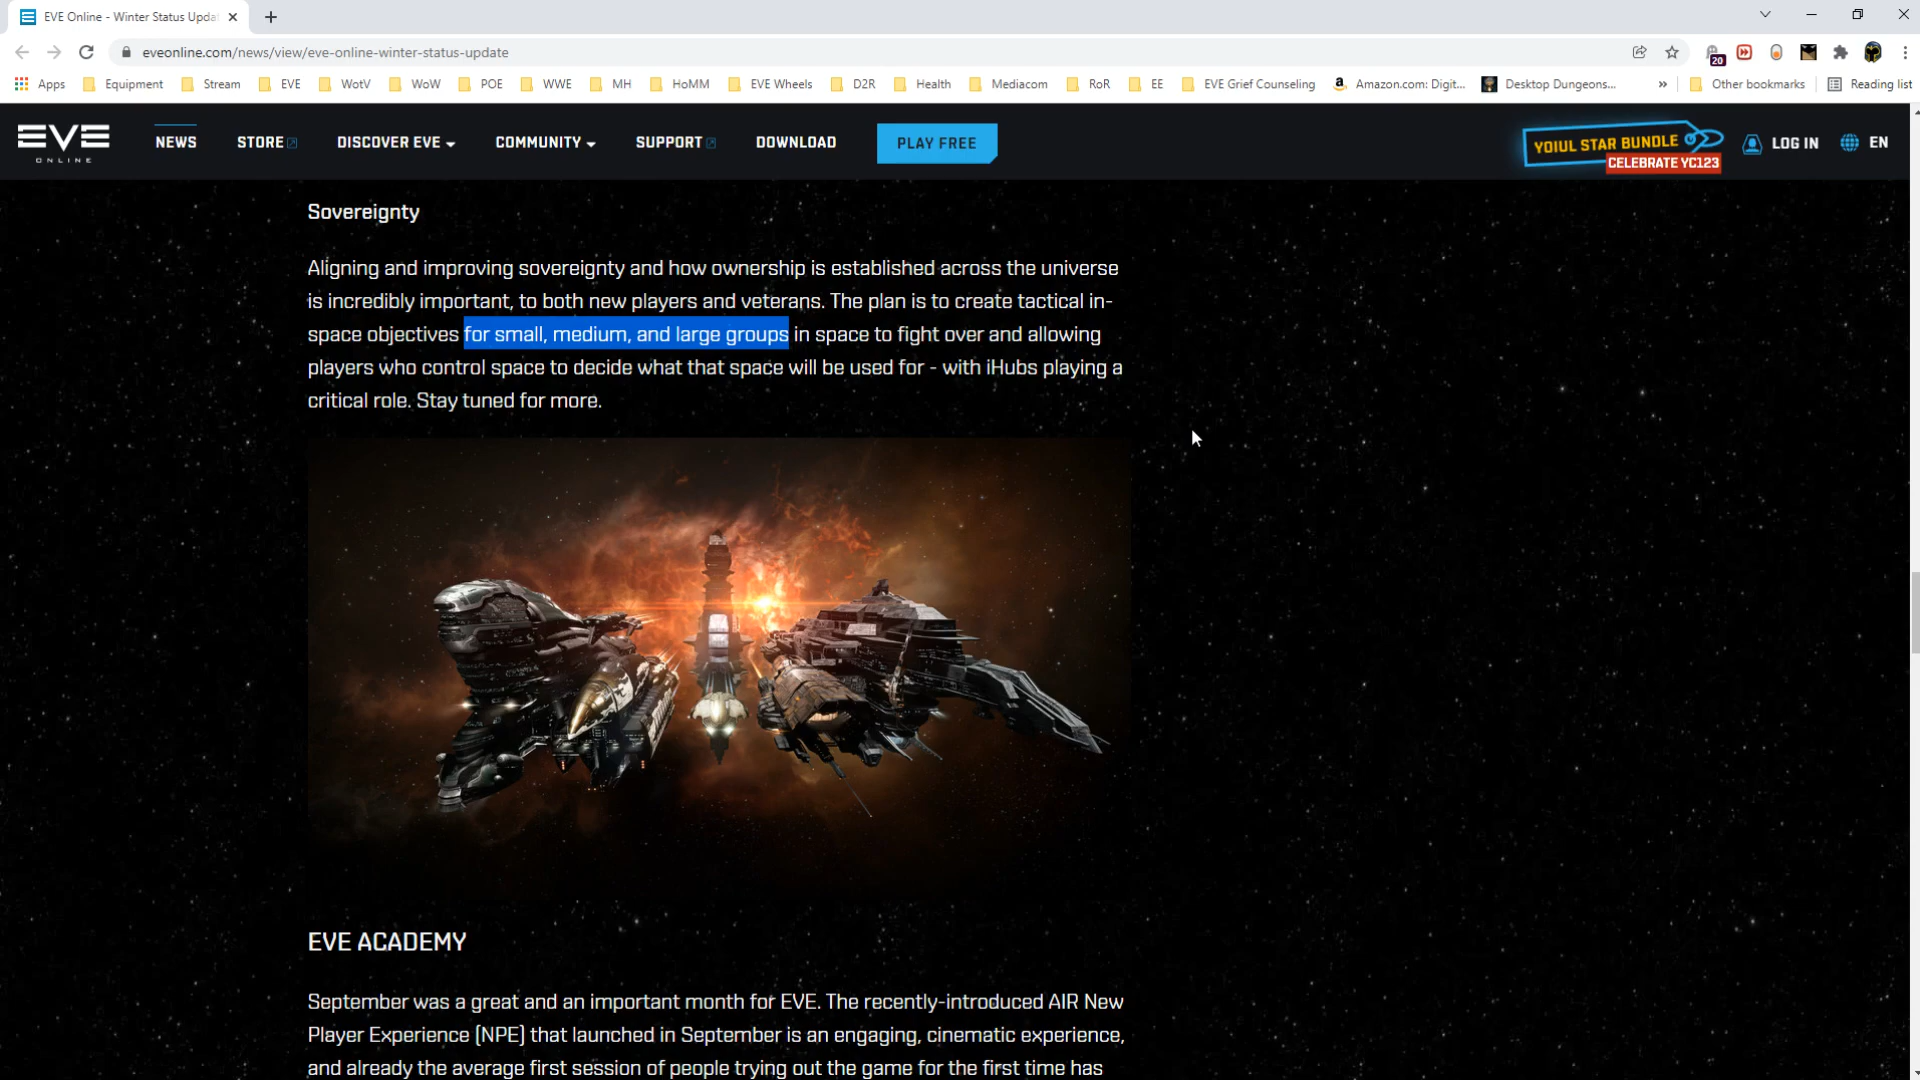 EVE Online - Winter Status Upda
eveonline.com/news/view/eve-online-winter-status-update
20
Apps Equipment Stream EVE WotV WoW POE WWE MH HoMM EVE Wheels D2R Health Mediacom RoR EE EVE Grief Counseling Amazon.com: Digit... Desktop Dungeons... » Other bookmarks Reading list
EVE ONLINE NEWS STORE DISCOVER EVE COMMUNITY SUPPORT DOWNLOAD PLAY FREE YOIUL STAR BUNDLE CELEBRATE YC123 LOG IN EN
Sovereignty
Aligning and improving sovereignty and how ownership is established across the universe
is incredibly important, to both new players and veterans. The plan is to create tactical in-
space objectives for small, medium, and large groups in space to fight over and allowing
players who control space to decide what that space will be used for - with iHubs playing a
critical role. Stay tuned for more.
EVE ACADEMY
September was a great and an important month for EVE. The recently-introduced AIR New
Player Experience [NPE] that launched in September is an engaging, cinematic experience,
and already the average first session of people trying out the game for the first time has